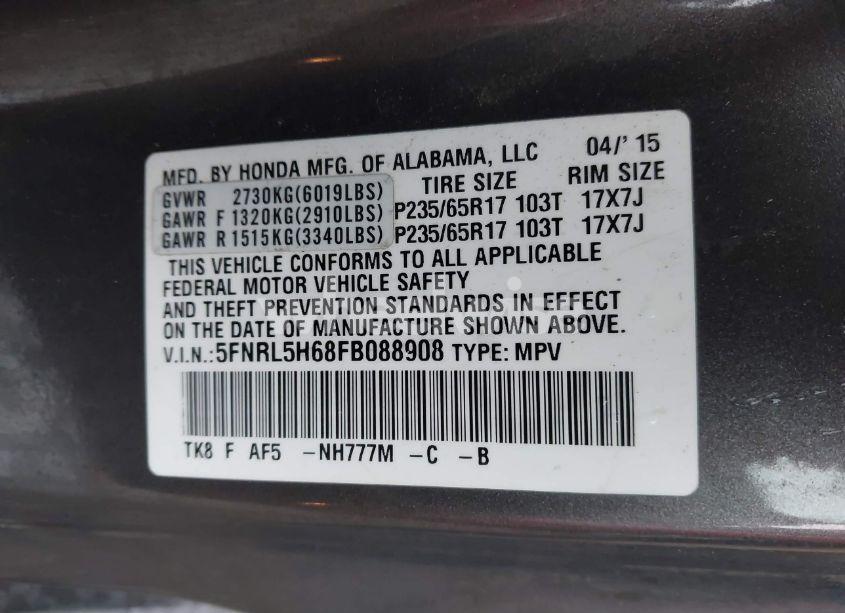 MFD. BY HONDA MFG. OF ALABAMA, LLC 04/' 15
GVWR 2730KG(6019LBS) TIRE SIZE RIM SIZE
GAWR F 1320KG(2910LBS) P235/65R17 103T 17X7J
GAWR R 1515KG(3340LBS) P235/65R17 103T 17X7J
THIS VEHICLE CONFORMS TO ALL APPLICABLE
FEDERAL MOTOR VEHICLE SAFETY
AND THEFT PREVENTION STANDARDS IN EFFECT
ON THE DATE OF MANUFACTURE SHOWN ABOVE.
V.I.N.: 5FNRL5H68FB088908 TYPE: MPV
TK8 F AF5 -NH777M -C -B